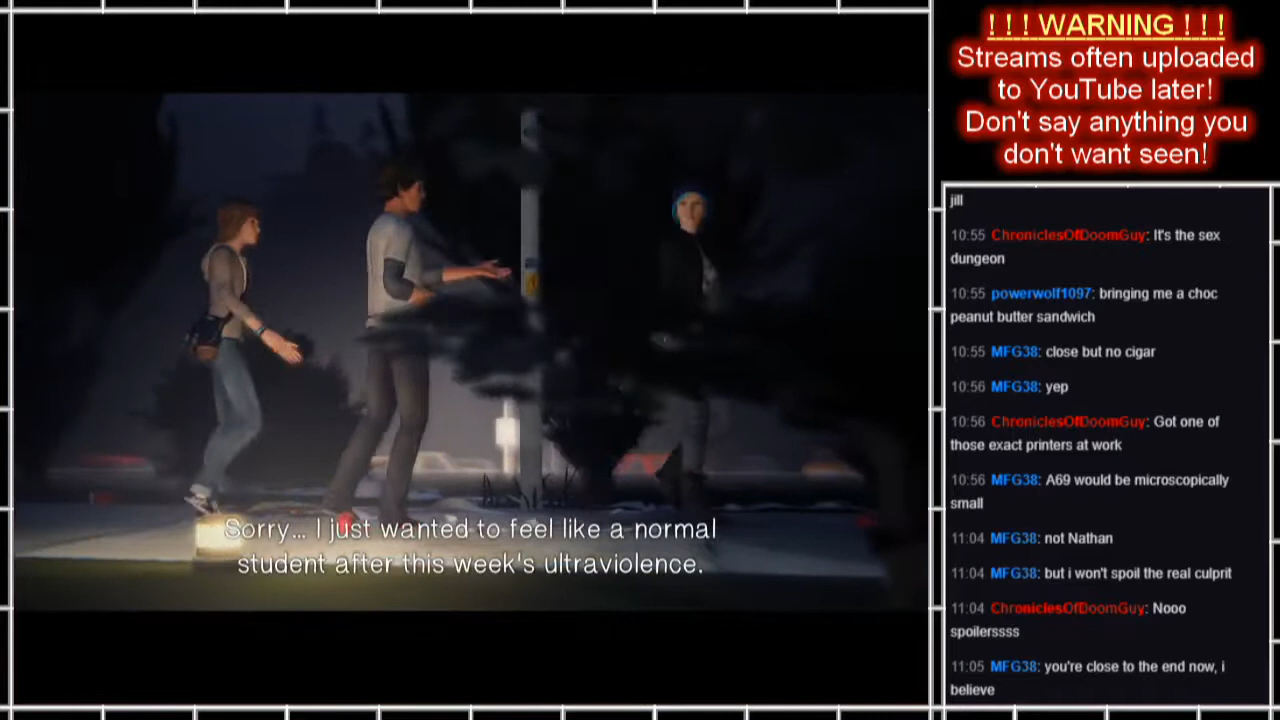 ! ! ! WARNING ! ! !
Streams often uploaded
to YouTube later!
Don't say anything you
don't want seen!
jill
10:55 ChroniclesOfDoomGuy: It's the sex
dungeon
10:55 powerwolf1097: bringing me a choc
peanut butter sandwich
10:55 MFG38: close but no cigar
10:56 MFG38: yep
10:56 ChroniclesOfDoomGuy: Got one of
those exact printers at work
10:56 MFG38: A69 would be microscopically
small
11:04 MFG38: not Nathan
11:04 MFG38: but i won't spoil the real culprit
11:04 ChroniclesOfDoomGuy: Nooo
spoilerssss
11:05 MFG38: you're close to the end now, i
believe
Sorry... I just wanted to feel like a normal
student after this week's ultraviolence.